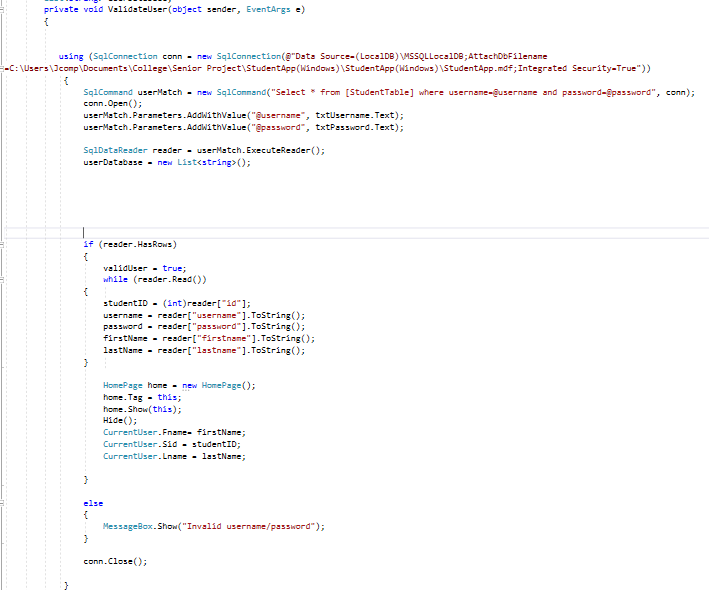 private void ValidateUser(object sender, EventArgs e)
{
using (SqlConnection conn = new SqlConnection(@"Data Source=(LocalDB)\MSSQLLocalDB;AttachDbFilename
=C:\Users\Jcomp\Documents\College\Senior Project\StudentApp(Windows)\StudentApp(Windows)\StudentApp.mdf;Integrated Security=True"))
{
SqlCommand userMatch = new SqlCommand("Select * from [StudentTable] where username=@username and password=@password", conn);
conn.Open();
userMatch.Parameters.AddWithValue("@username", txtUsername.Text);
userMatch.Parameters.AddWithValue("@password", txtPassword.Text);
SqlDataReader reader = userMatch.ExecuteReader();
userDatabase = new List<string>();
if (reader.HasRows)
{
validUser = true;
while (reader.Read())
{
studentID = (int)reader["id"];
username = reader["username"].ToString();
password = reader["password"].ToString();
firstName = reader["firstname"].ToString();
lastName = reader["lastname"].ToString();
}
HomePage home = new HomePage();
home.Tag = this;
home.Show(this);
Hide();
CurrentUser.Fname= firstName;
CurrentUser.Sid = studentID;
CurrentUser.Lname = lastName;
}
else
{
MessageBox.Show("Invalid username/password");
}
conn.Close();
}